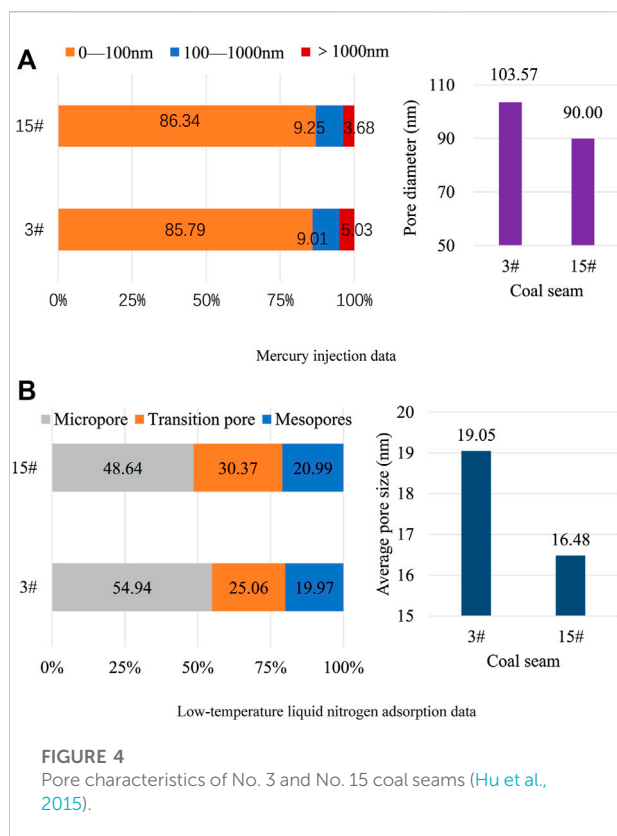 A
0—100nm 100—1000nm > 1000nm
15# 86.34 9.25 3.68
3# 85.79 9.01 5.03
0% 25% 50% 75% 100%
Pore diameter (nm)
110
90
70
50
103.57
90.00
3# 15#
Coal seam
Mercury injection data
B
Micropore Transition pore Mesopores
15# 48.64 30.37 20.99
3# 54.94 25.06 19.97
0% 25% 50% 75% 100%
Average pore size (nm)
20
19
18
17
16
15
19.05
16.48
3# 15#
Coal seam
Low-temperature liquid nitrogen adsorption data
FIGURE 4
Pore characteristics of No. 3 and No. 15 coal seams (Hu et al.,
2015).